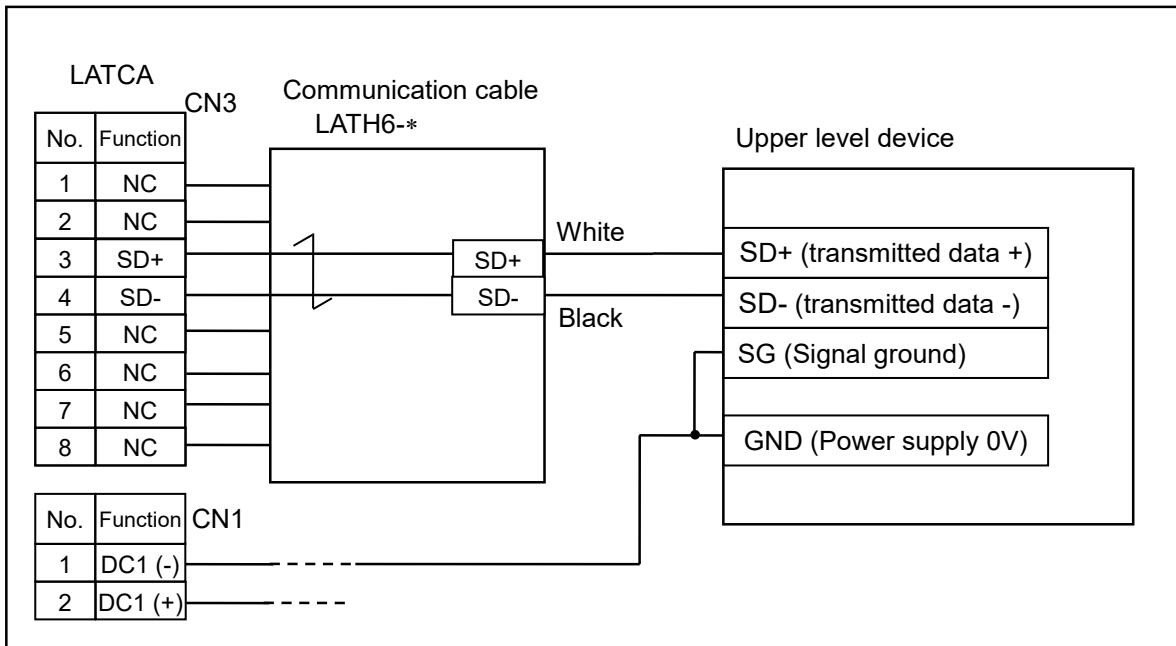 LATCA
CN3
Communication cable
LATH6-*
Upper level device
No. Function
1 NC
2 NC
3 SD+
4 SD-
5 NC
6 NC
7 NC
8 NC
SD+
SD-
White
Black
SD+ (transmitted data +)
SD- (transmitted data -)
SG (Signal ground)
GND (Power supply 0V)
No. Function CN1
1 DC1 (-)
2 DC1 (+)